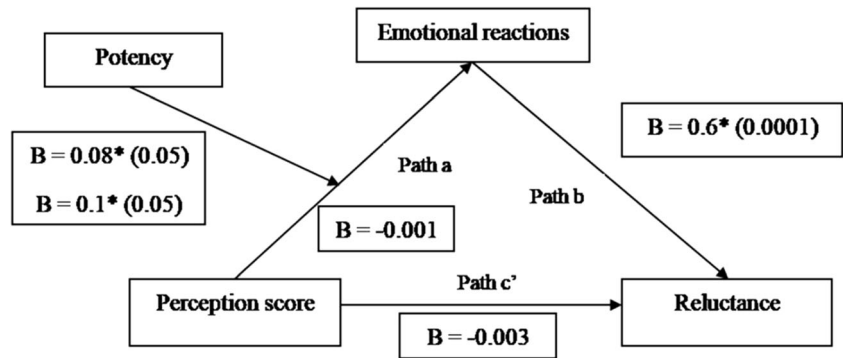 Emotional reactions
Potency
B = 0.6* (0.0001)
B = 0.08* (0.05)
B = 0.1* (0.05)
Path a
Path b
B = -0.001
Perception score
Path c’
Reluctance
B = -0.003